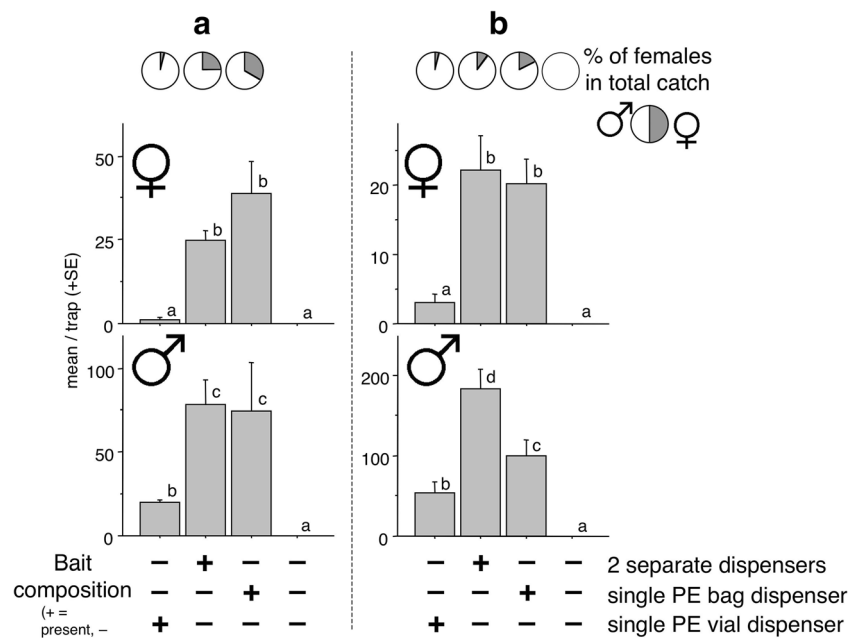 a
b
% of females
in total catch
50
25
0
a
b
b
a
20
10
0
a
b
b
a
mean / trap (+SE)
100
50
0
b
c
c
a
200
100
0
b
d
c
a
Bait
composition
(+ =
present, –
– + – –
– – + –
+ – – –
– + – – 2 separate dispensers
– – + – single PE bag dispenser
+ – – – single PE vial dispenser